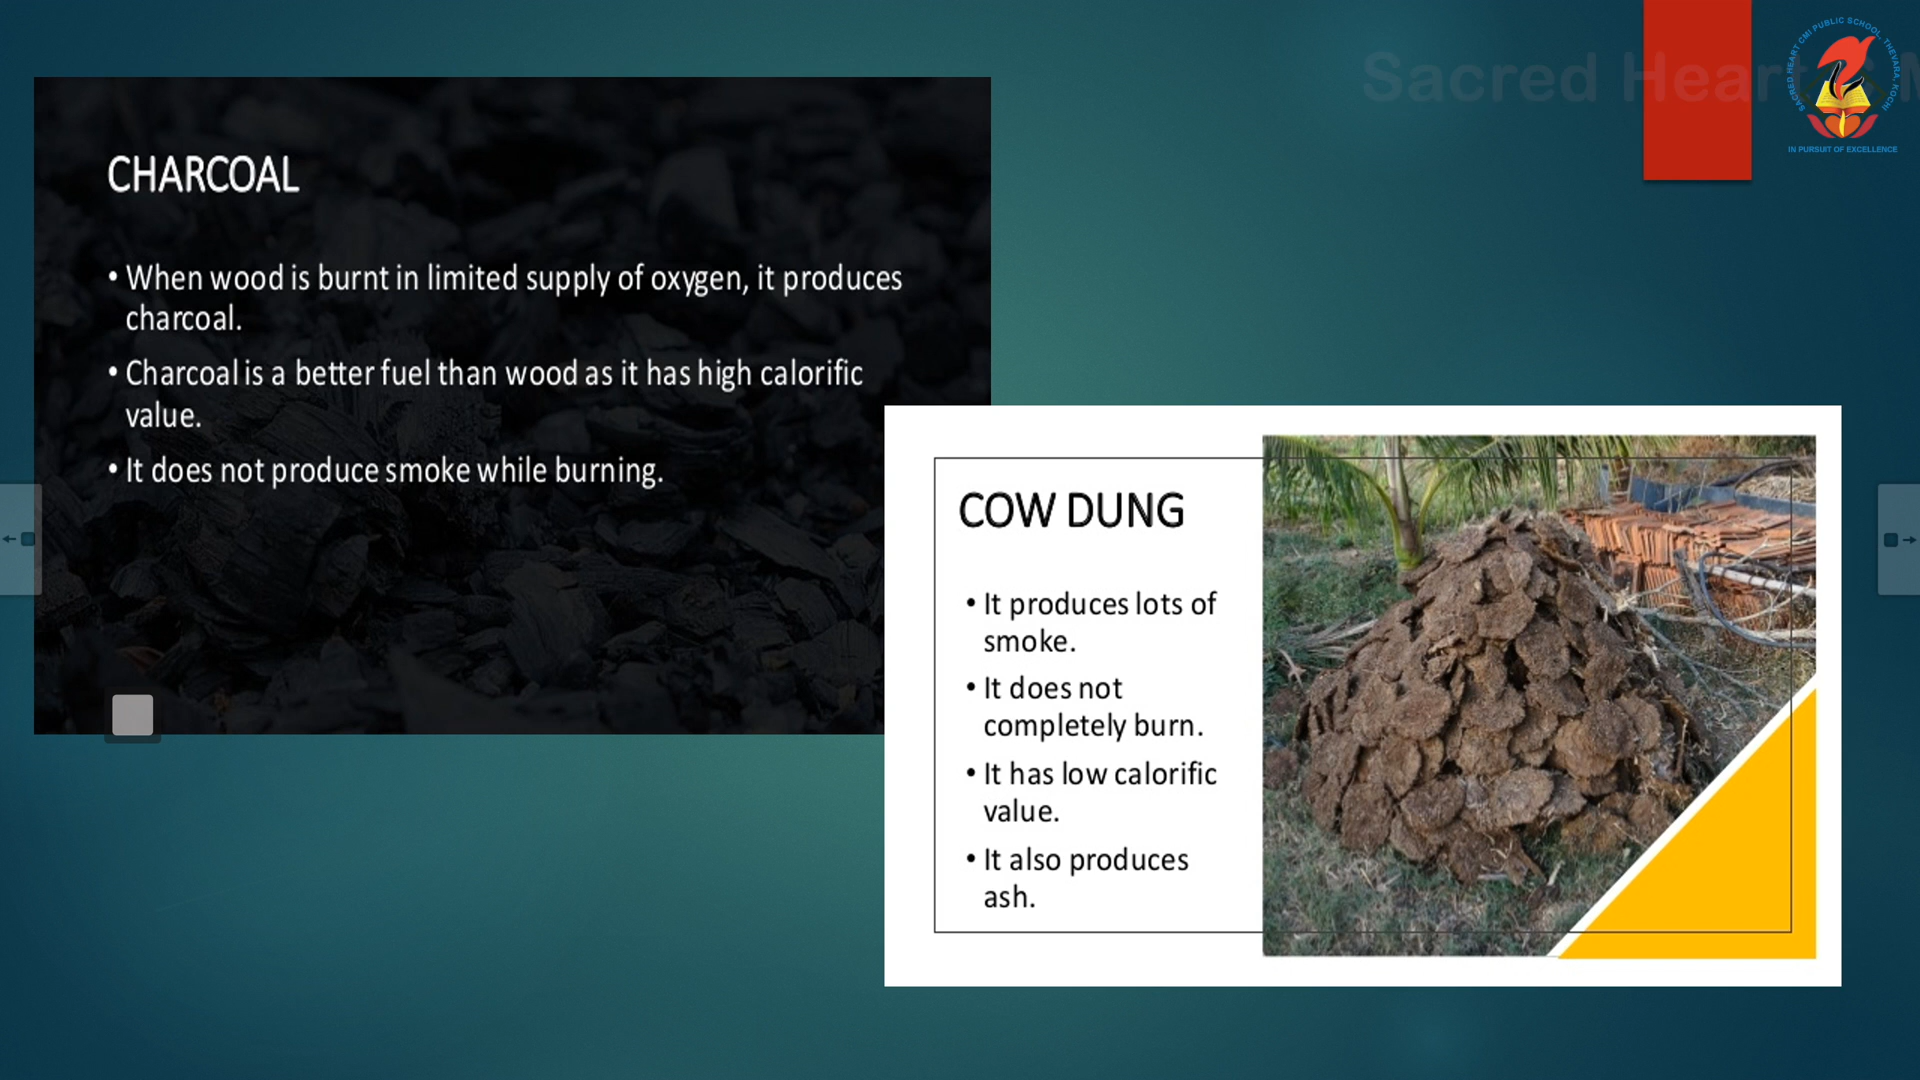 Sacred Heart
SACRED HEART CMI PUBLIC SCHOOL, THEVARA, KOCHI
IN PURSUIT OF EXCELLENCE
CHARCOAL
• When wood is burnt in limited supply of oxygen, it produces
charcoal.
• Charcoal is a better fuel than wood as it has high calorific
value.
• It does not produce smoke while burning.
COW DUNG
• It produces lots of
smoke.
• It does not
completely burn.
• It has low calorific
value.
• It also produces
ash.